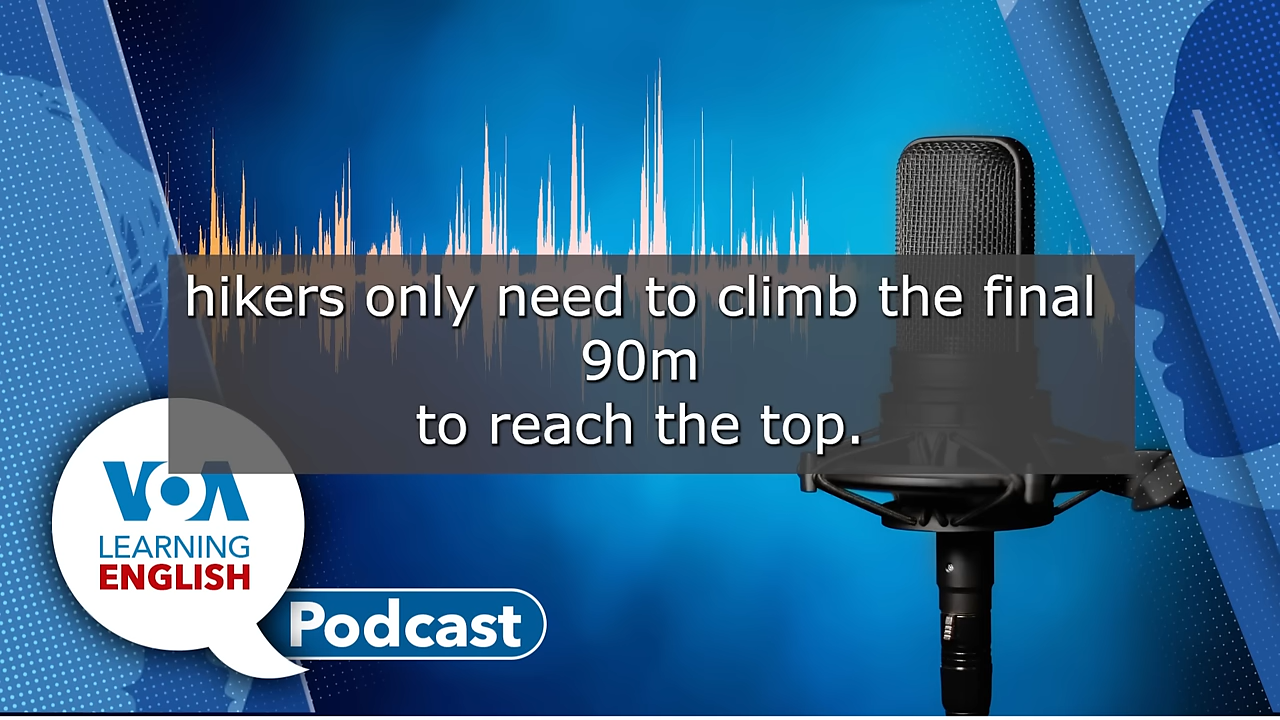 hikers only need to climb the final
90m
to reach the top.
VOA
LEARNING
ENGLISH
Podcast